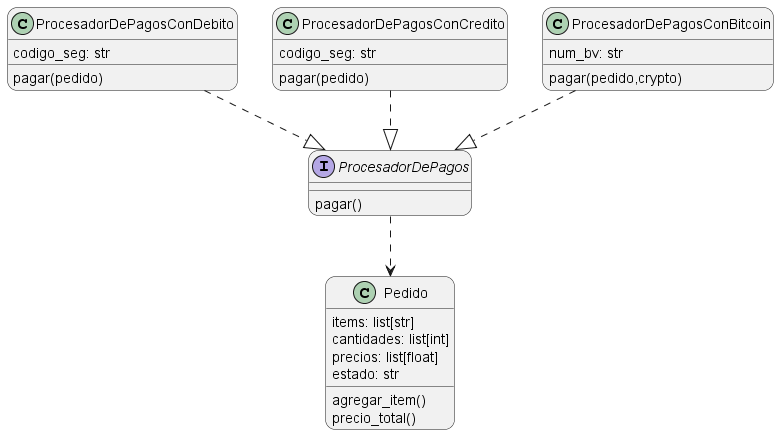 C ProcesadorDePagosConDebito
codigo_seg: str
pagar(pedido)
C ProcesadorDePagosConCredito
codigo_seg: str
pagar(pedido)
C ProcesadorDePagosConBitcoin
num_bv: str
pagar(pedido,crypto)
I ProcesadorDePagos
pagar()
C Pedido
items: list[str]
cantidades: list[int]
precios: list[float]
estado: str
agregar_item()
precio_total()